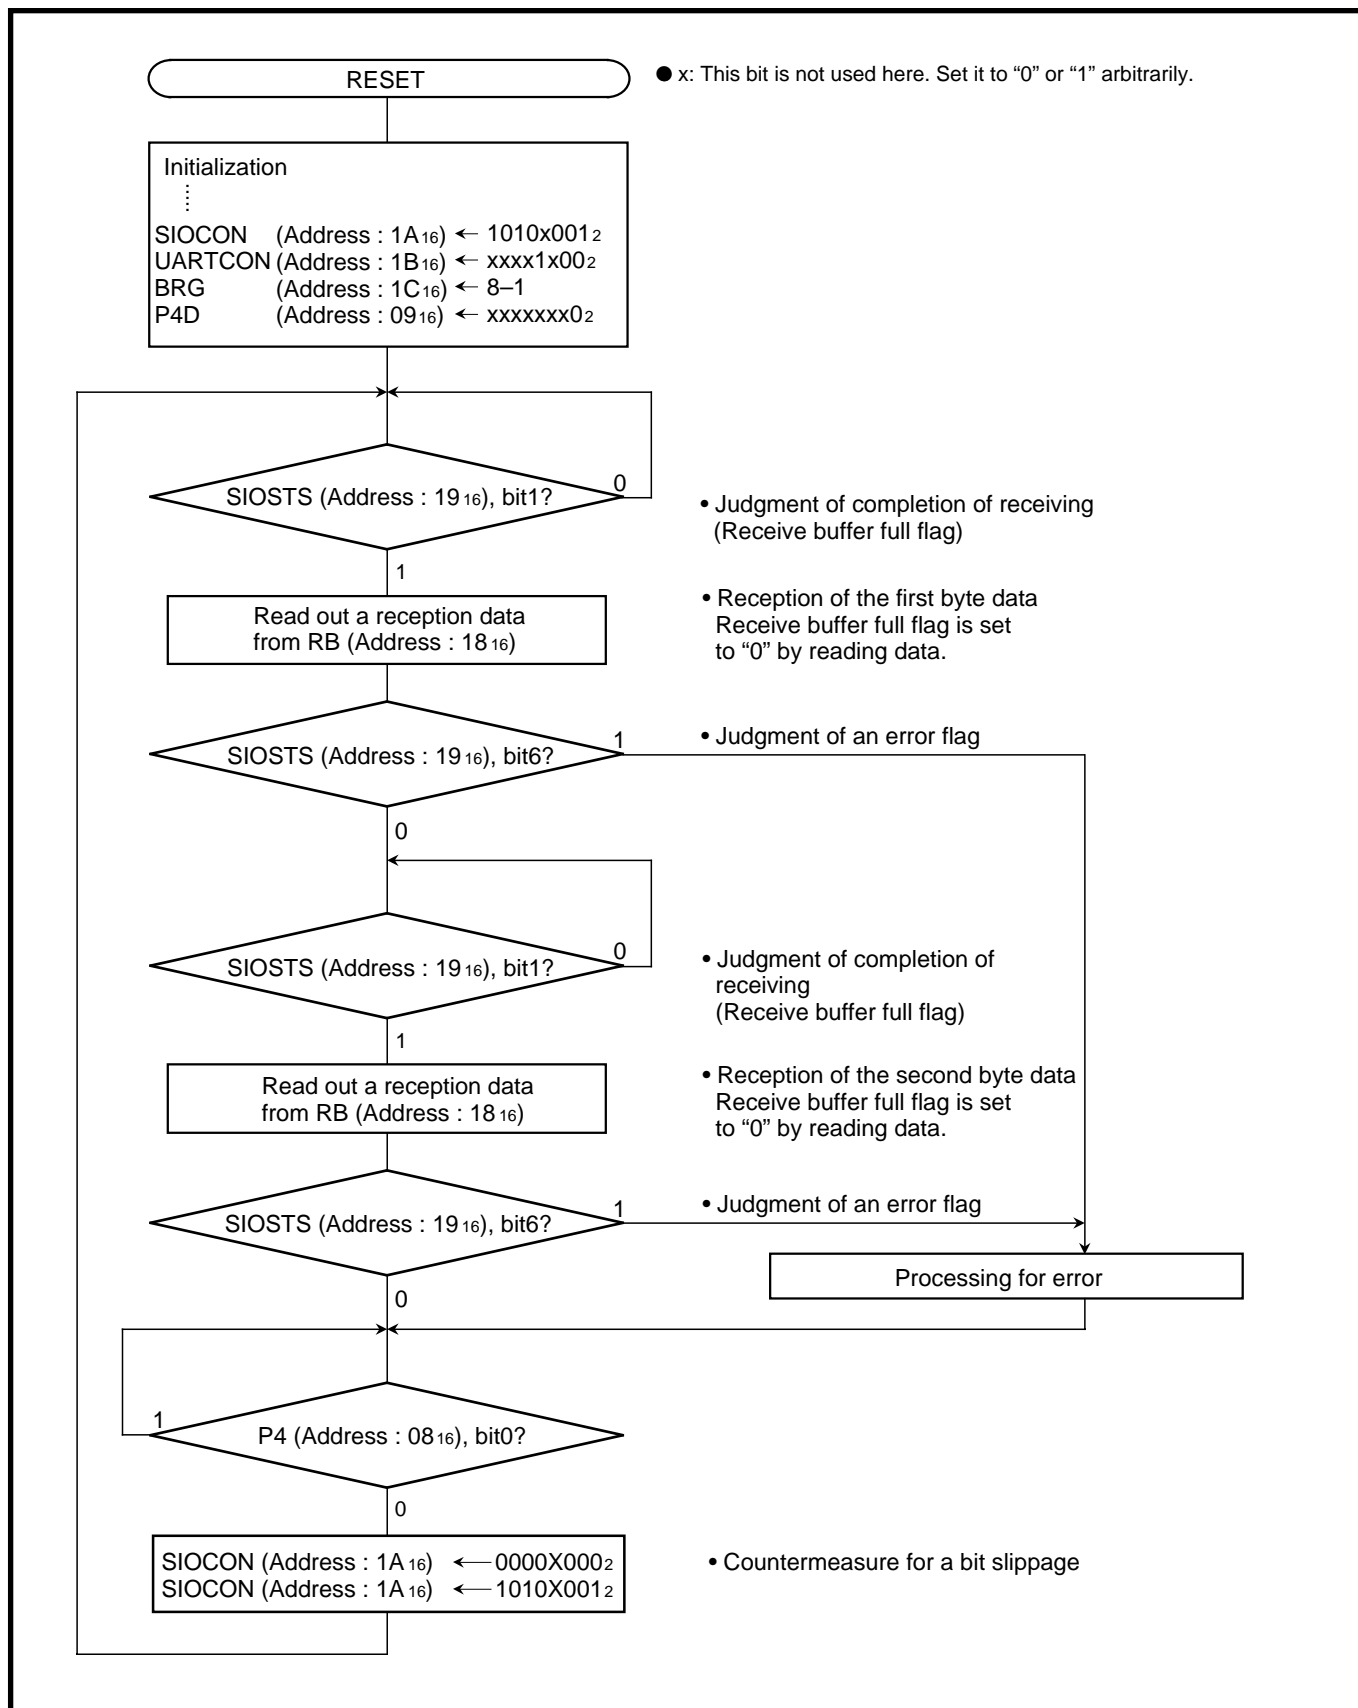 RESET
● x: This bit is not used here. Set it to “0” or “1” arbitrarily.
Initialization
SIOCON (Address : 1A16) ← 1010x0012
UARTCON (Address : 1B16) ← xxxx1x002
BRG (Address : 1C16) ← 8–1
P4D (Address : 0916) ← xxxxxxx02
SIOSTS (Address : 1916), bit1?
0
• Judgment of completion of receiving
(Receive buffer full flag)
1
Read out a reception data
from RB (Address : 1816)
• Reception of the first byte data
Receive buffer full flag is set
to “0” by reading data.
SIOSTS (Address : 1916), bit6?
1
• Judgment of an error flag
0
SIOSTS (Address : 1916), bit1?
0
• Judgment of completion of
receiving
(Receive buffer full flag)
1
Read out a reception data
from RB (Address : 1816)
• Reception of the second byte data
Receive buffer full flag is set
to “0” by reading data.
SIOSTS (Address : 1916), bit6?
1
• Judgment of an error flag
Processing for error
0
1
P4 (Address : 0816), bit0?
0
SIOCON (Address : 1A16) ← 0000X0002
SIOCON (Address : 1A16) ← 1010X0012
• Countermeasure for a bit slippage